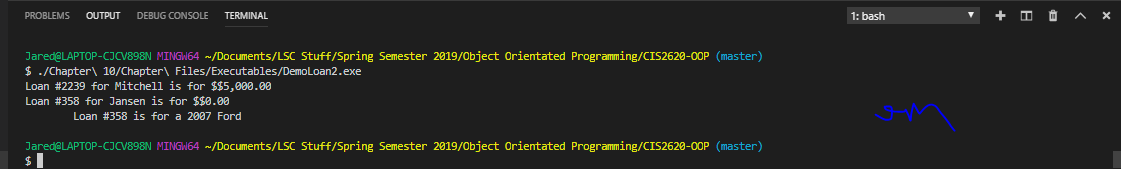 PROBLEMS OUTPUT DEBUG CONSOLE TERMINAL 1: bash
Jared@LAPTOP-JCJV898N MINGW64 ~/Documents/LSC Stuff/Spring Semester 2019/Object Orientated Programming/CIS2620-OOP (master)
$ ./Chapter\ 10/Chapter\ Files/Executables/DemoLoan2.exe
Loan #2239 for Mitchell is for $$5,000.00
Loan #358 for Jansen is for $$0.00
Loan #358 is for a 2007 Ford
Jared@LAPTOP-JCJV898N MINGW64 ~/Documents/LSC Stuff/Spring Semester 2019/Object Orientated Programming/CIS2620-OOP (master)
$